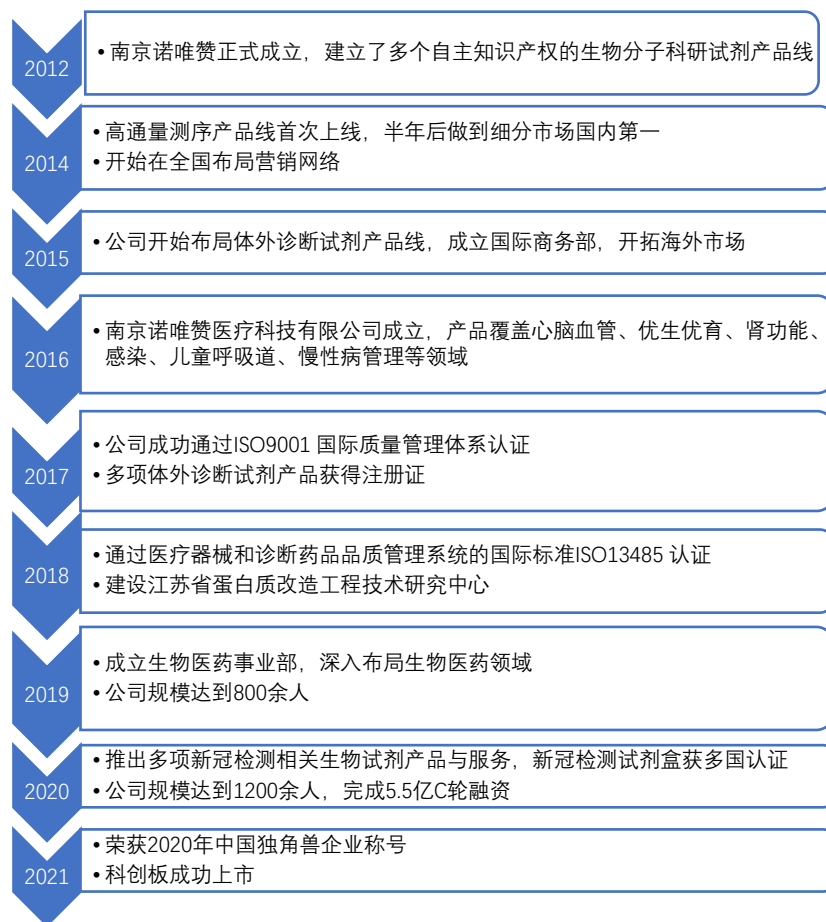 2012
•南京诺唯赞正式成立，建立了多个自主知识产权的生物分子科研试剂产品线
2014
•高通量测序产品线首次上线，半年后做到细分市场国内第一
•开始在全国布局营销网络
2015
•公司开始布局体外诊断试剂产品线，成立国际商务部，开拓海外市场
2016
•南京诺唯赞医疗科技有限公司成立，产品覆盖心脑血管、优生优育、肾功能、
感染、儿童呼吸道、慢性病管理等领域
2017
•公司成功通过ISO9001 国际质量管理体系认证
•多项体外诊断试剂产品获得注册证
2018
•通过医疗器械和诊断药品品质管理系统的国际标准ISO13485 认证
•建设江苏省蛋白质改造工程技术研究中心
2019
•成立生物医药事业部，深入布局生物医药领域
•公司规模达到800余人
2020
•推出多项新冠检测相关生物试剂产品与服务，新冠检测试剂盒获多国认证
•公司规模达到1200余人，完成5.5亿C轮融资
2021
•荣获2020年中国独角兽企业称号
•科创板成功上市